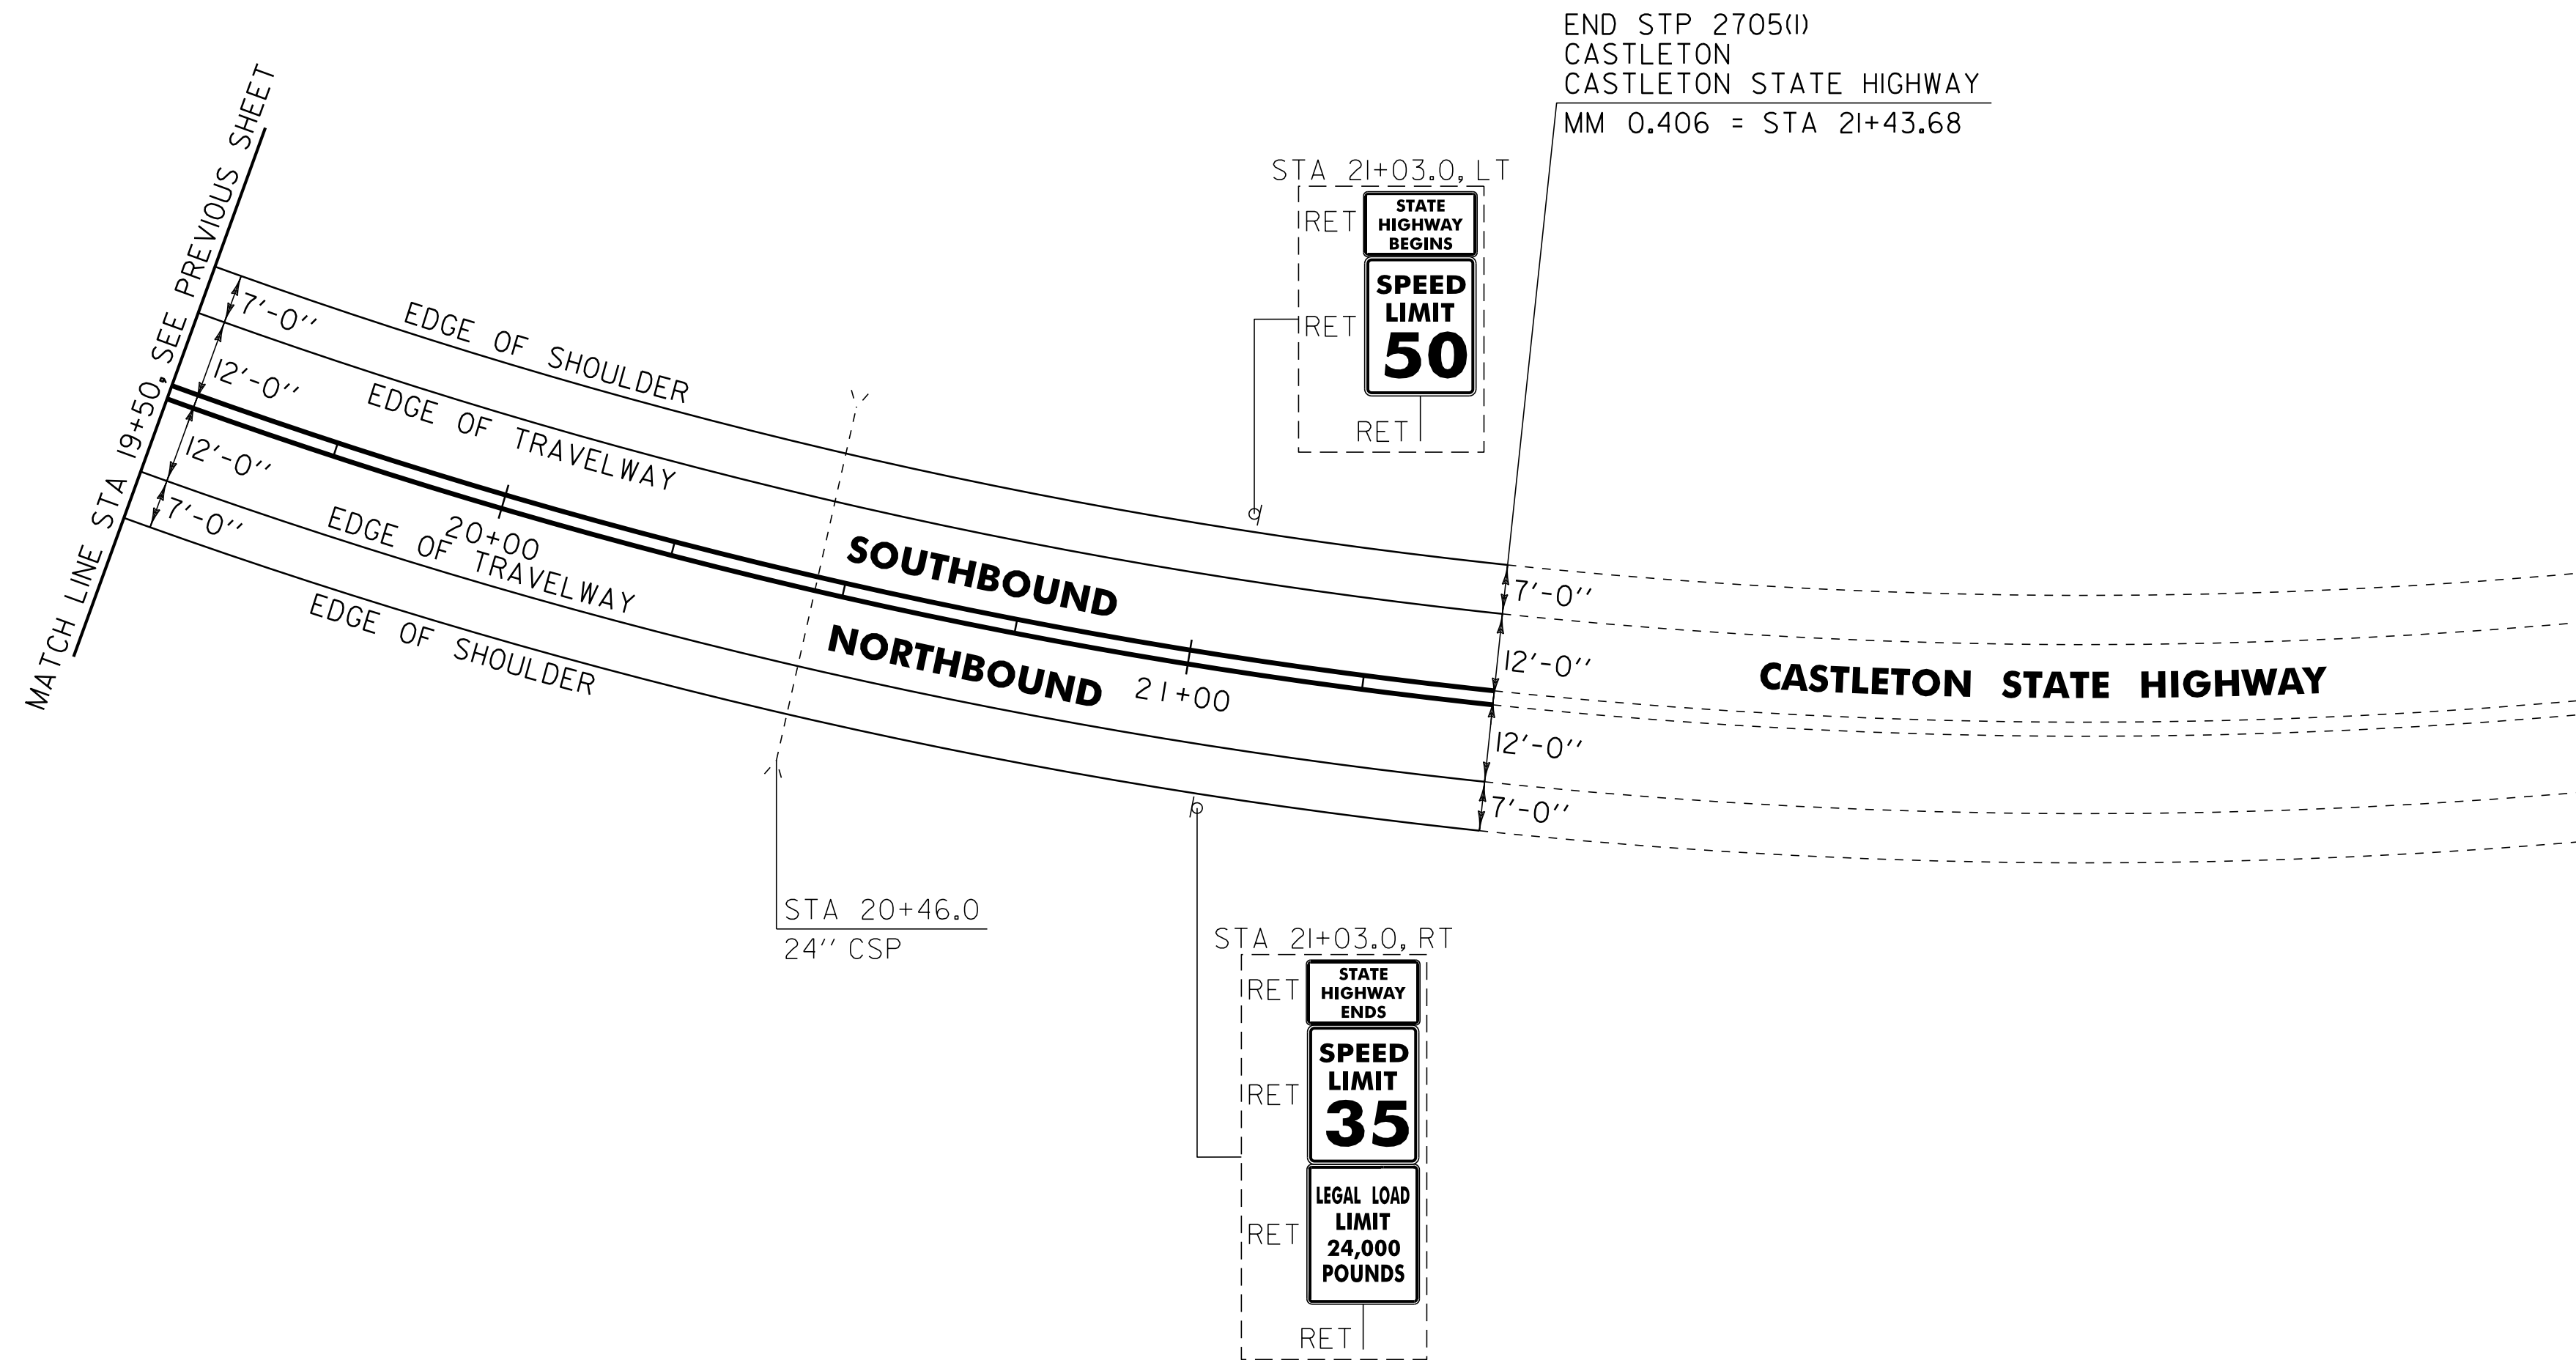 END STP 2705(1)
CASTLETON
CASTLETON STATE HIGHWAY
MM 0.406 = STA 21+43.68
MATCH LINE STA 19+50, SEE PREVIOUS SHEET
STA 21+03.0, LT
RET
STATE
HIGHWAY
BEGINS
RET
SPEED
LIMIT
50
RET
7'-0"
12'-0"
12'-0"
7'-0"
EDGE OF SHOULDER
EDGE OF TRAVELWAY
20+00
EDGE OF TRAVELWAY
EDGE OF SHOULDER
SOUTHBOUND
NORTHBOUND
21+00
7'-0"
12'-0"
12'-0"
7'-0"
CASTLETON STATE HIGHWAY
STA 20+46.0
24" CSP
STA 21+03.0, RT
RET
STATE
HIGHWAY
ENDS
RET
SPEED
LIMIT
35
RET
LEGAL LOAD
LIMIT
24,000
POUNDS
RET